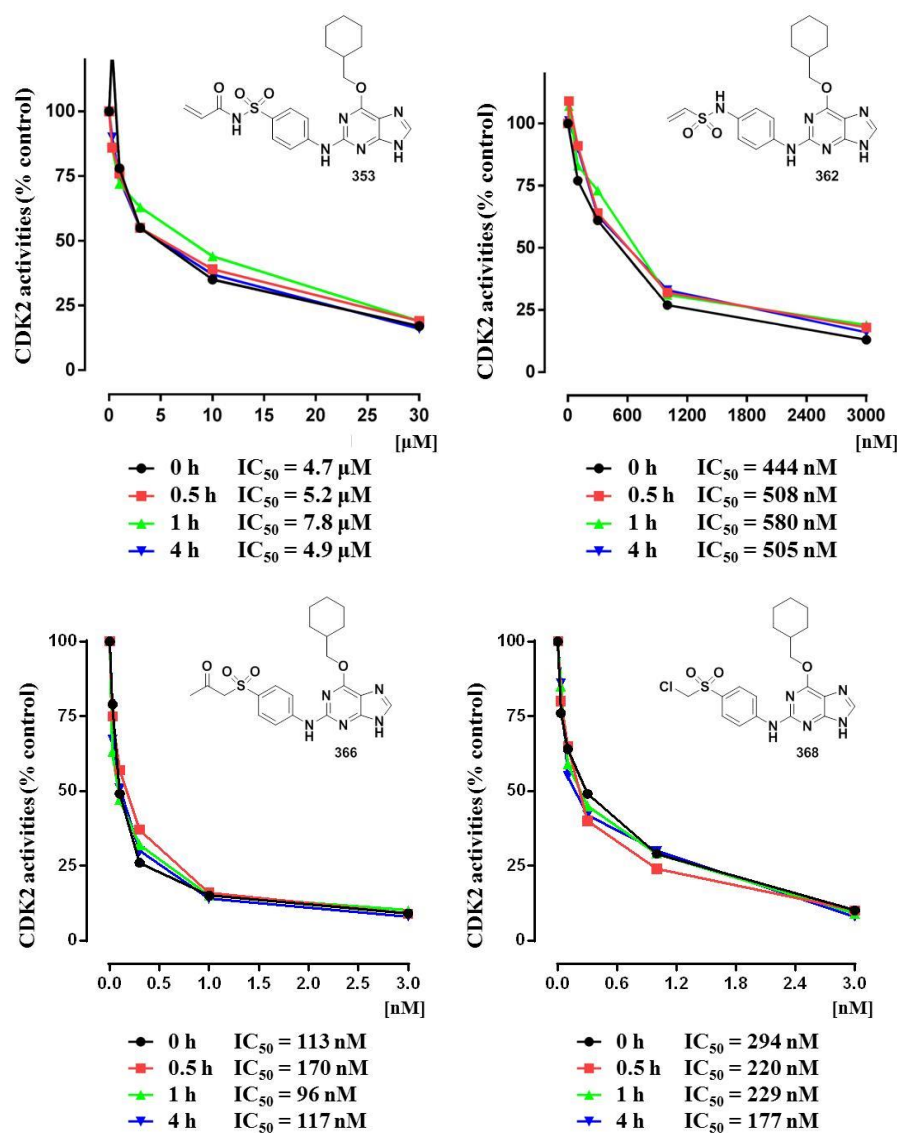 CDK2 activities (% control)
100
75
50
25
0
0 5 10 15 20 25 30
[µM]
O
O O
S
N
H
N
H
O
N
N
N
N
H
353
0 h IC50 = 4.7 µM
0.5 h IC50 = 5.2 µM
1 h IC50 = 7.8 µM
4 h IC50 = 4.9 µM
CDK2 activities (% control)
100
75
50
25
0
0 600 1200 1800 2400 3000
[nM]
H
N
S
O O
N
H
O
N
N
N
N
H
362
0 h IC50 = 444 nM
0.5 h IC50 = 508 nM
1 h IC50 = 580 nM
4 h IC50 = 505 nM
CDK2 activities (% control)
100
75
50
25
0
0.0 0.5 1.0 1.5 2.0 2.5 3.0
[nM]
O
O O
S
N
H
O
N
N
N
N
H
366
0 h IC50 = 113 nM
0.5 h IC50 = 170 nM
1 h IC50 = 96 nM
4 h IC50 = 117 nM
CDK2 activities (% control)
100
75
50
25
0
0.0 0.6 1.2 1.8 2.4 3.0
[nM]
Cl
O O
S
N
H
O
N
N
N
N
H
368
0 h IC50 = 294 nM
0.5 h IC50 = 220 nM
1 h IC50 = 229 nM
4 h IC50 = 177 nM